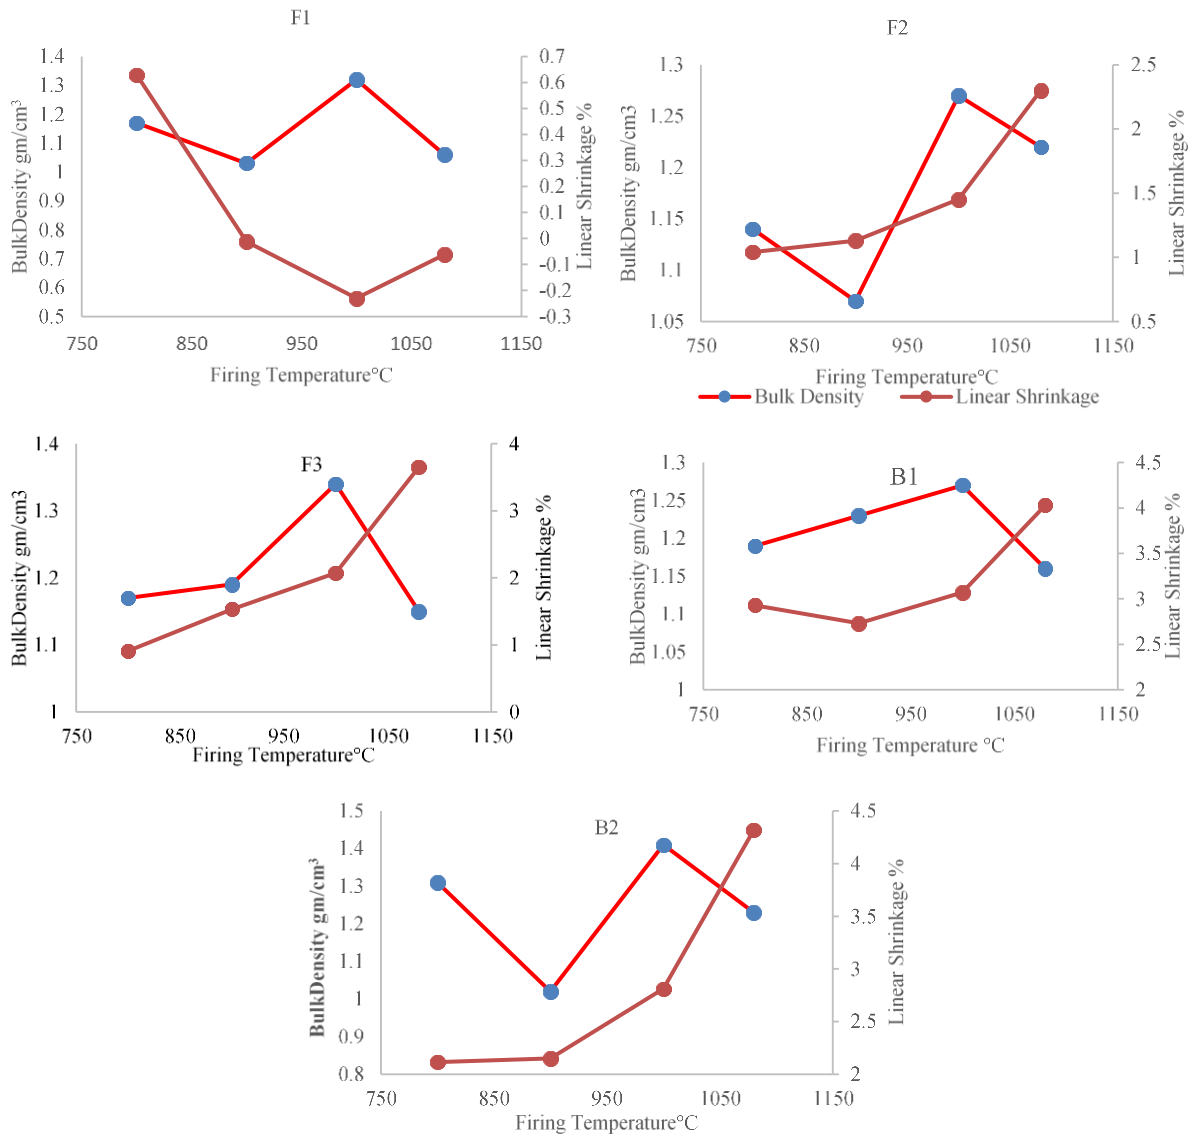 F1
1.4
1.3
1.2
1.1
1
0.9
0.8
0.7
0.6
0.5
BulkDensity gm/cm³
0.7
0.6
0.5
0.4
0.3
0.2
0.1
0
-0.1
-0.2
-0.3
Linear Shrinkage %
750 850 950 1050 1150
Firing Temperature°C
F2
1.3
1.25
1.2
1.15
1.1
1.05
BulkDensity gm/cm3
2.5
2
1.5
1
0.5
Linear Shrinkage %
750 850 950 1050 1150
Firing Temperature°C
Bulk Density Linear Shrinkage
F3
1.4
1.3
1.2
1.1
1
BulkDensity gm/cm3
4
3
2
1
0
Linear Shrinkage %
750 850 950 1050 1150
Firing Temperature°C
B1
1.3
1.25
1.2
1.15
1.1
1.05
1
BulkDensity gm/cm3
4.5
4
3.5
3
2.5
2
Linear Shrinkage %
750 850 950 1050 1150
Firing Temperature °C
B2
1.5
1.4
1.3
1.2
1.1
1
0.9
0.8
BulkDensity gm/cm³
4.5
4
3.5
3
2.5
2
Linear Shrinkage %
750 850 950 1050 1150
Firing Temperature°C